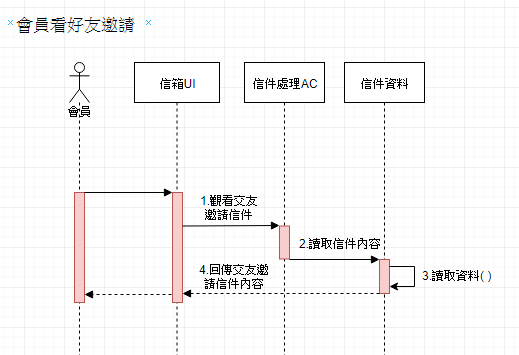 會員看好友邀請
會員
信箱UI
信件處理AC
信件資料
1.觀看交友
邀請信件
2.讀取信件內容
3.讀取資料( )
4.回傳交友邀
請信件內容